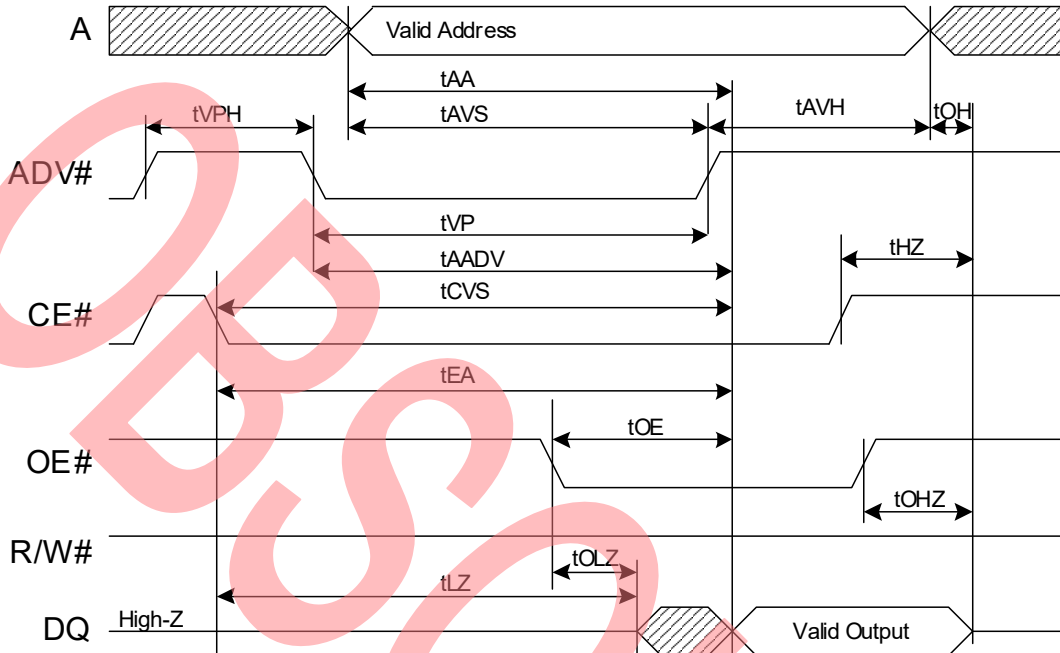 A
Valid Address
tAA
tVPH
tAVS
tAVH
tOH
ADV#
tVP
tHZ
tAADV
tCVS
CE#
tEA
tOE
OE#
tOHZ
R/W#
tOLZ
tLZ
DQ
High-Z
Valid Output
OBSO